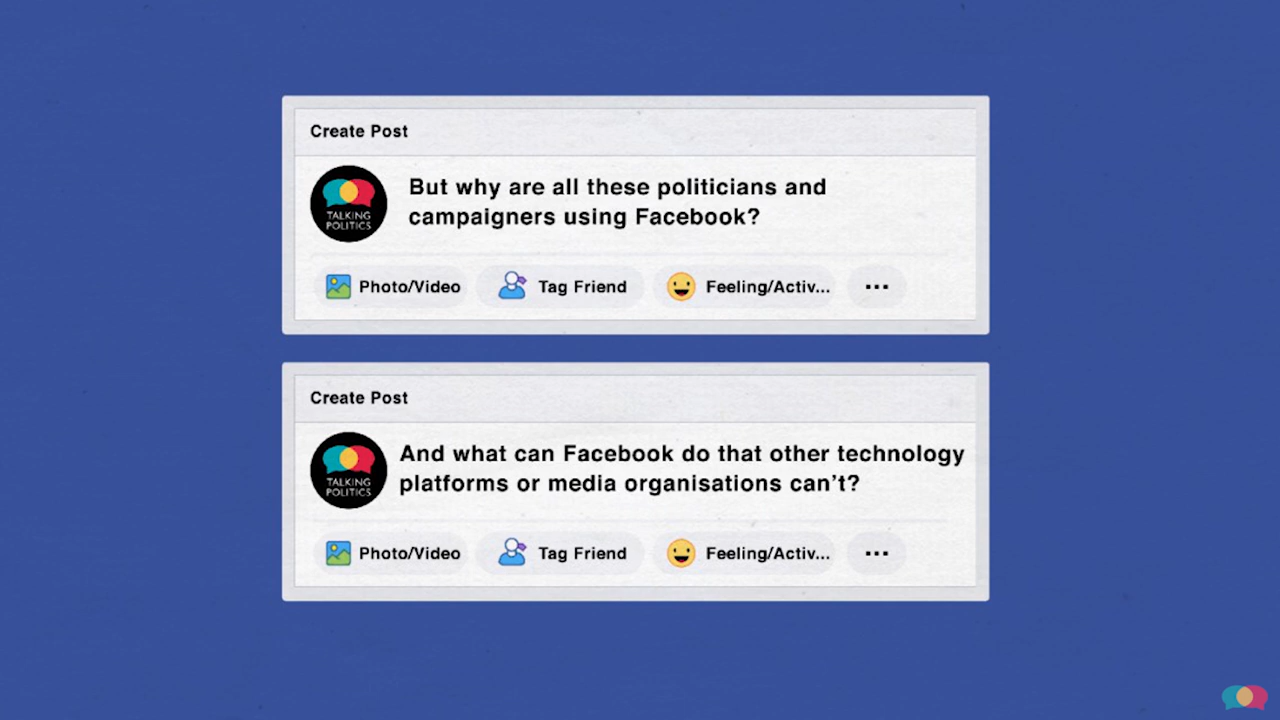 Create Post
But why are all these politicians and
campaigners using Facebook?
TALKING
POLITICS
Photo/Video
Tag Friend
Feeling/Activ...
...
Create Post
And what can Facebook do that other technology
platforms or media organisations can’t?
TALKING
POLITICS
Photo/Video
Tag Friend
Feeling/Activ...
...